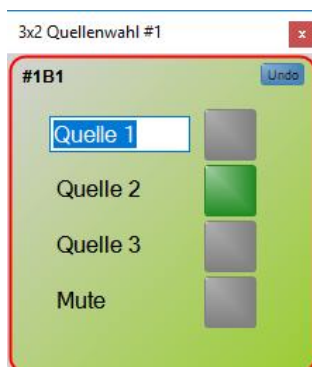 3x2 Quellenwahl #1 x
#1B1 Undo
Quelle 1
Quelle 2
Quelle 3
Mute